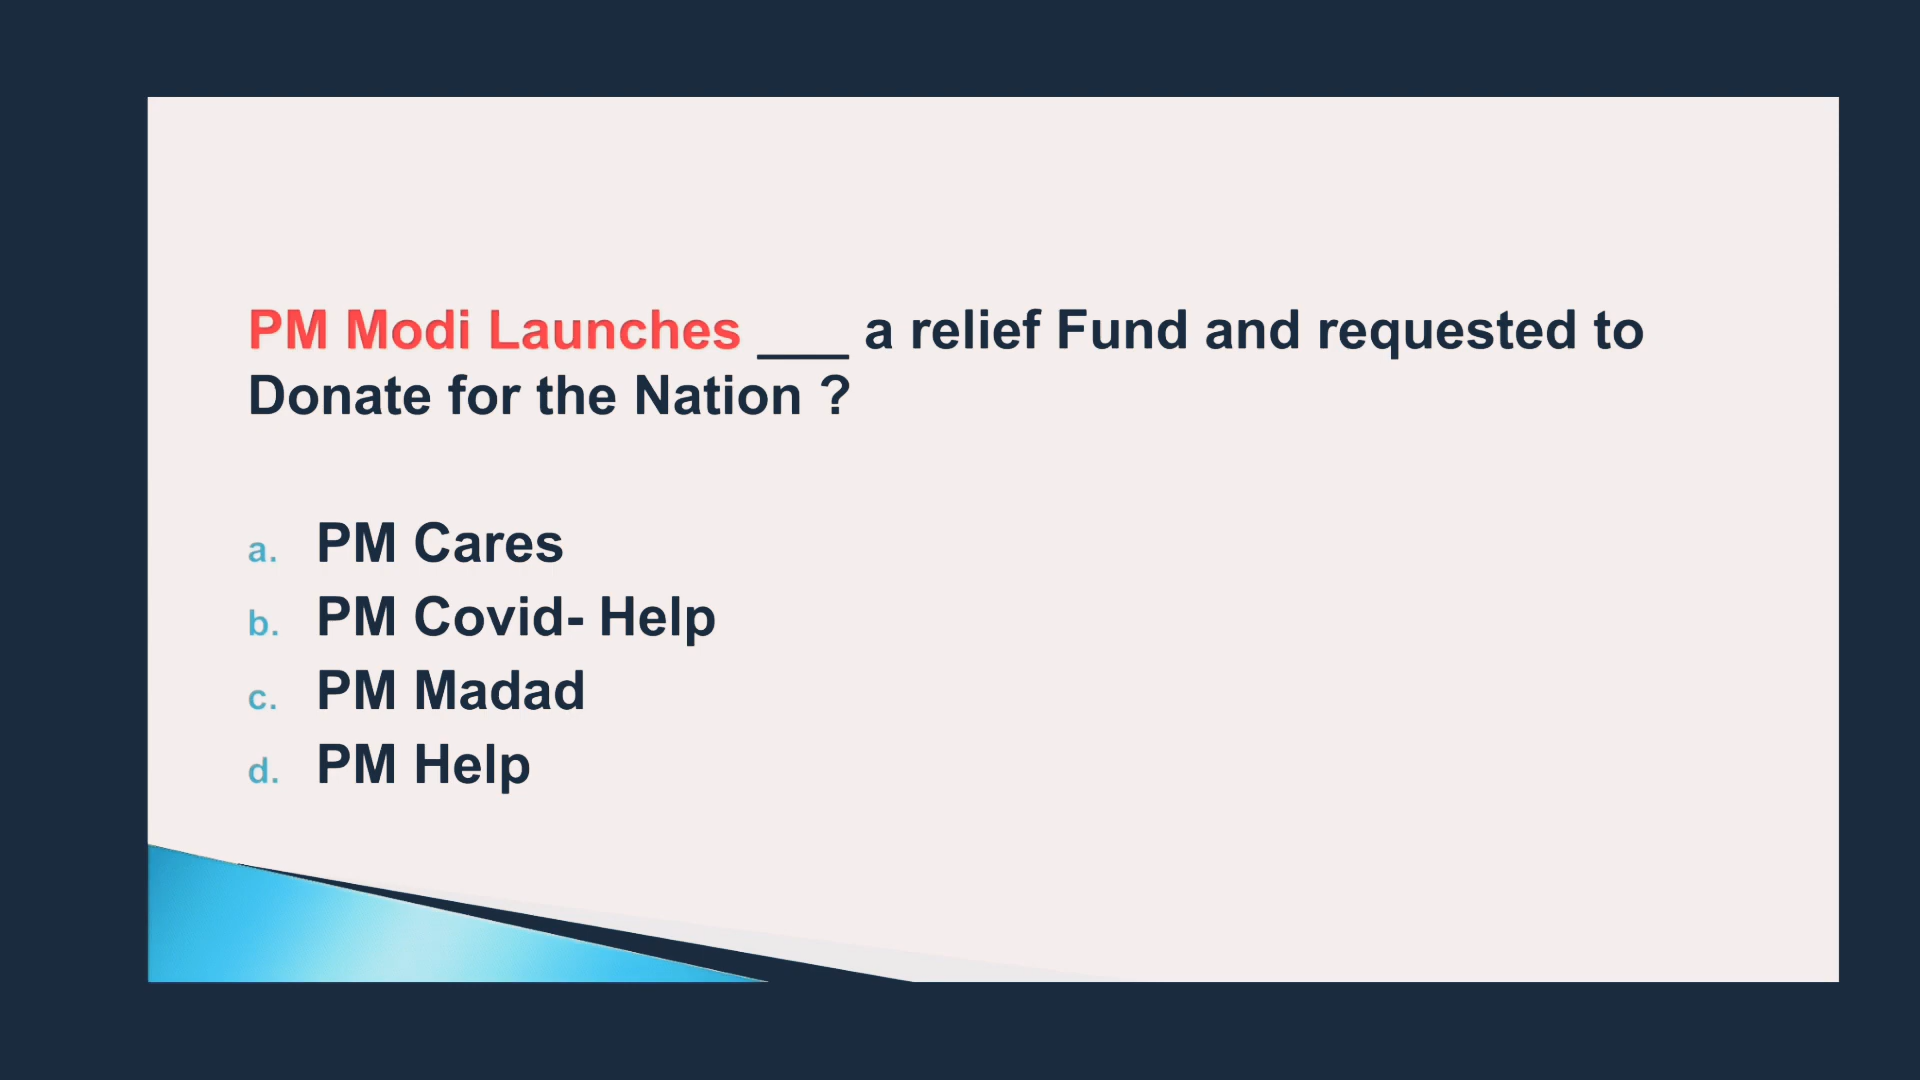 PM Modi Launches ___ a relief Fund and requested to
Donate for the Nation ?
a. PM Cares
b. PM Covid- Help
c. PM Madad
d. PM Help